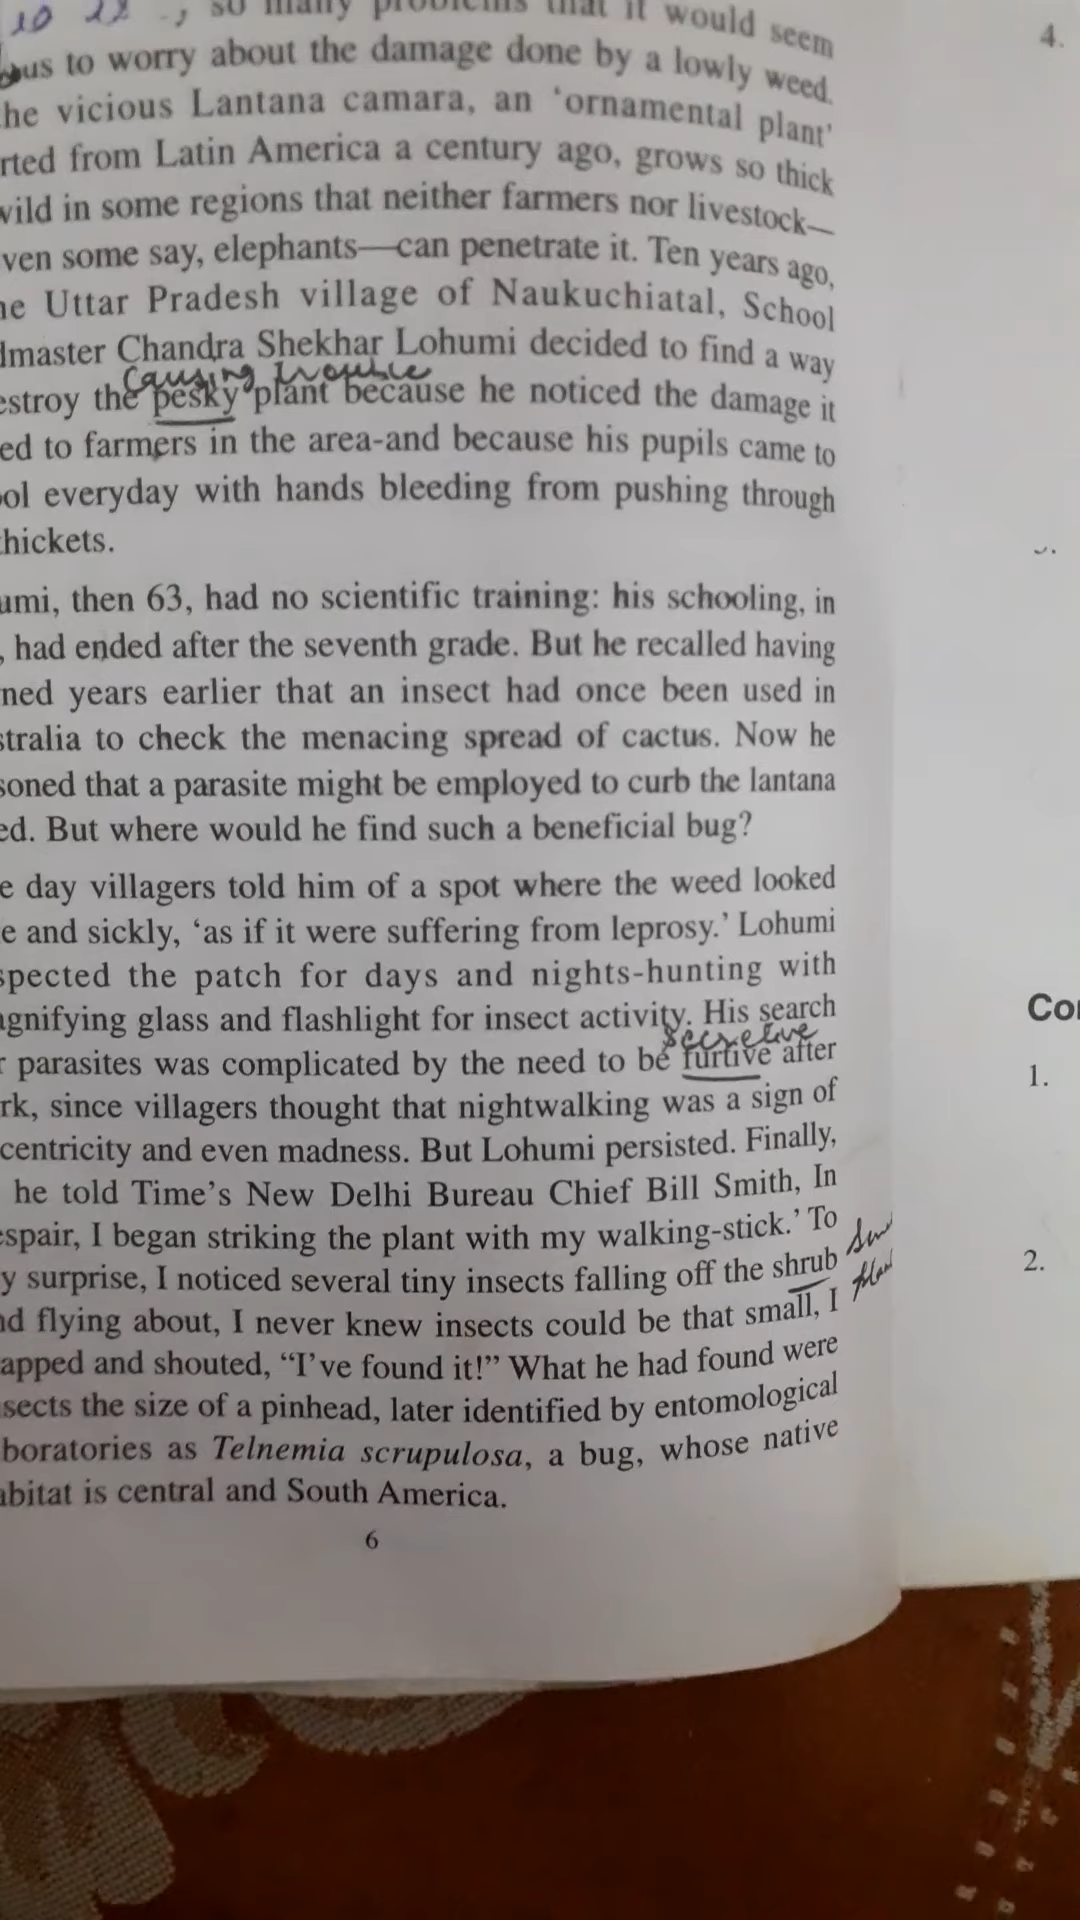 10
so many problems that it would seem
us to worry about the damage done by a lowly weed.
he vicious Lantana camara, an 'ornamental plant'
rted from Latin America a century ago, grows so thick
wild in some regions that neither farmers nor livestock—
ven some say, elephants—can penetrate it. Ten years ago,
ne Uttar Pradesh village of Naukuchiatal, School
dmaster Chandra Shekhar Lohumi decided to find a way
causing trouble
estroy the pesky plant because he noticed the damage it
ed to farmers in the area-and because his pupils came to
ol everyday with hands bleeding from pushing through
thickets.
umi, then 63, had no scientific training: his schooling, in
, had ended after the seventh grade. But he recalled having
ned years earlier that an insect had once been used in
stralia to check the menacing spread of cactus. Now he
soned that a parasite might be employed to curb the lantana
ed. But where would he find such a beneficial bug?
e day villagers told him of a spot where the weed looked
e and sickly, 'as if it were suffering from leprosy.' Lohumi
spected the patch for days and nights-hunting with
agnifying glass and flashlight for insect activity. His search
secretive
r parasites was complicated by the need to be furtive after
rk, since villagers thought that nightwalking was a sign of
centricity and even madness. But Lohumi persisted. Finally,
he told Time's New Delhi Bureau Chief Bill Smith, In
espair, I began striking the plant with my walking-stick.' To
y surprise, I noticed several tiny insects falling off the shrub
nd flying about, I never knew insects could be that small, I
apped and shouted, "I've found it!" What he had found were
sects the size of a pinhead, later identified by entomological
boratories as Telnemia scrupulosa, a bug, whose native
abitat is central and South America.
6
4.
Co
1.
2.